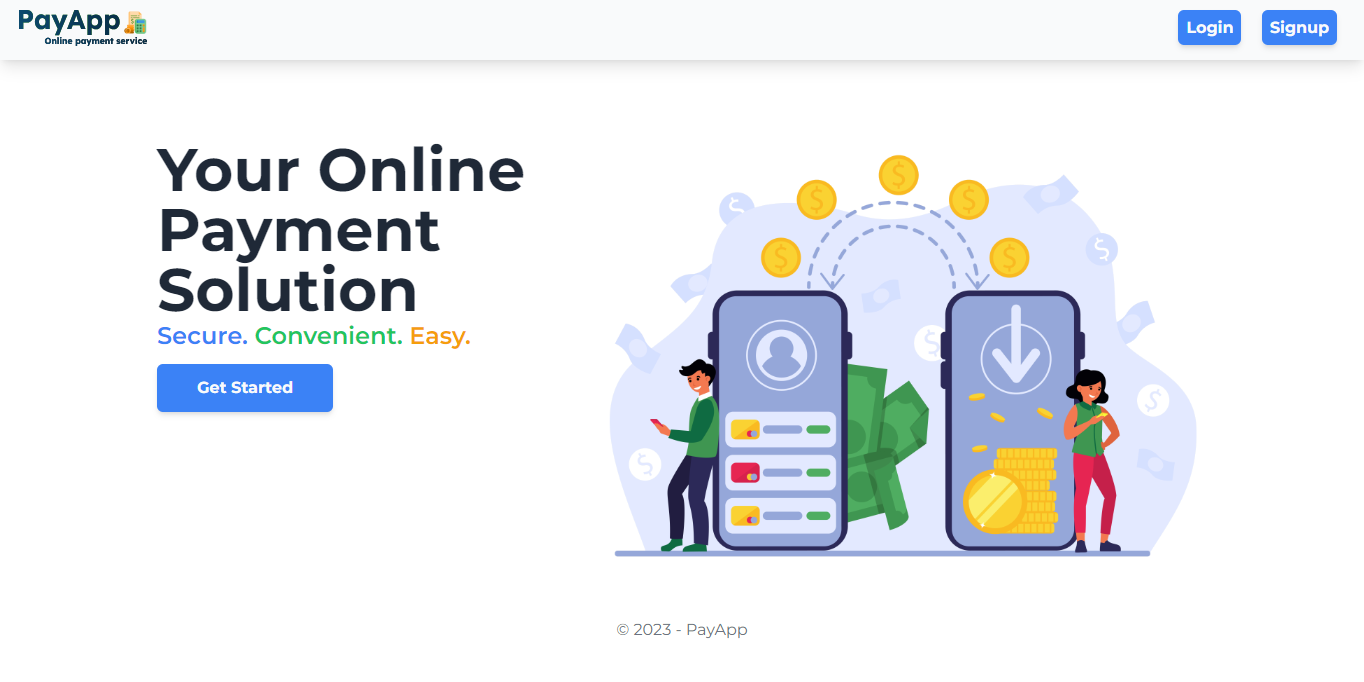 PayApp
Online payment service
Login
Signup
Your Online
Payment
Solution
Secure. Convenient. Easy.
Get Started
© 2023 - PayApp